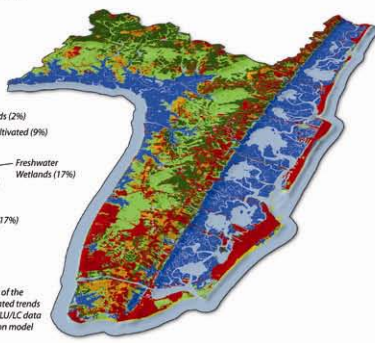 ds (2%)
ltivated (9%)
Freshwater
Wetlands (17%)
17%)
of the
ated trends
LU/LC data
on model